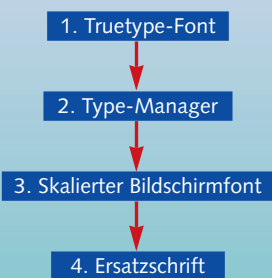 1. Truetype-Font
2. Type-Manager
3. Skalierter Bildschirmfont
4. Ersatzschrift